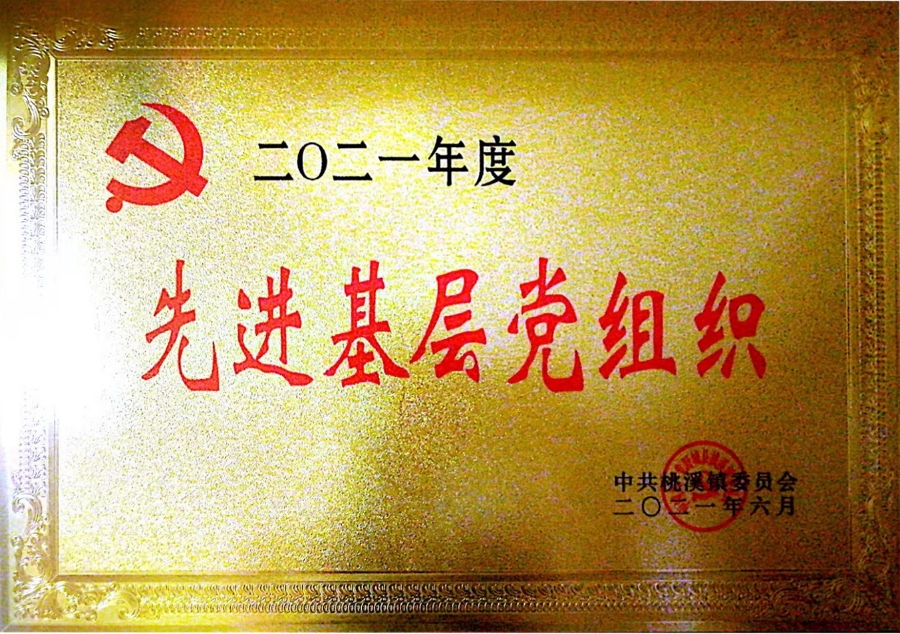 二〇二一年度
先进基层党组织
中共桃溪镇委员会
二〇二一年六月